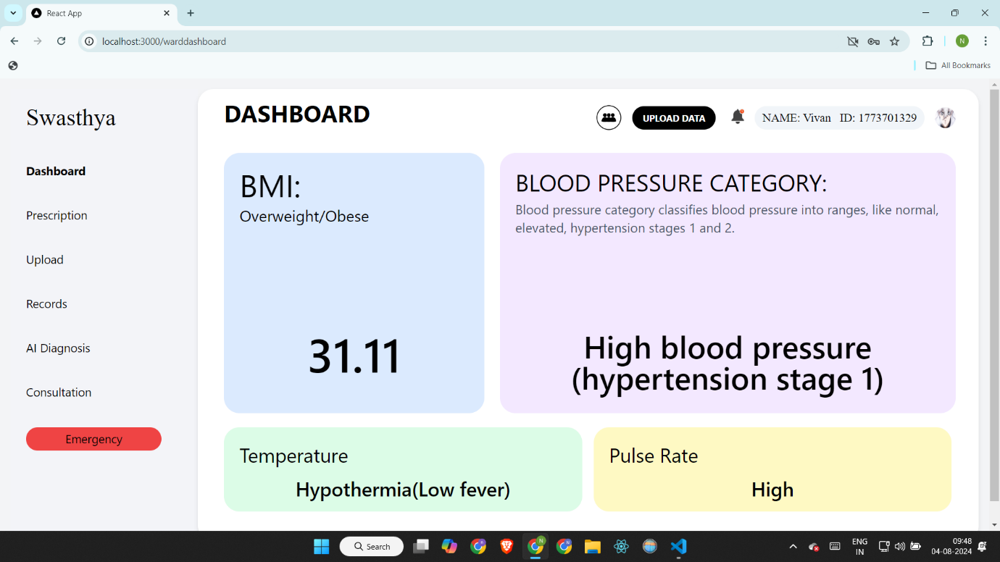 React App
localhost:3000/warddashboard
N
All Bookmarks
Swasthya
Dashboard
Prescription
Upload
Records
AI Diagnosis
Consultation
Emergency
DASHBOARD
UPLOAD DATA
NAME: Vivan ID: 1773701329
BMI:
Overweight/Obese
31.11
BLOOD PRESSURE CATEGORY:
Blood pressure category classifies blood pressure into ranges, like normal,
elevated, hypertension stages 1 and 2.
High blood pressure
(hypertension stage 1)
Temperature
Hypothermia(Low fever)
Pulse Rate
High
Search
ENG
IN
09:48
04-08-2024